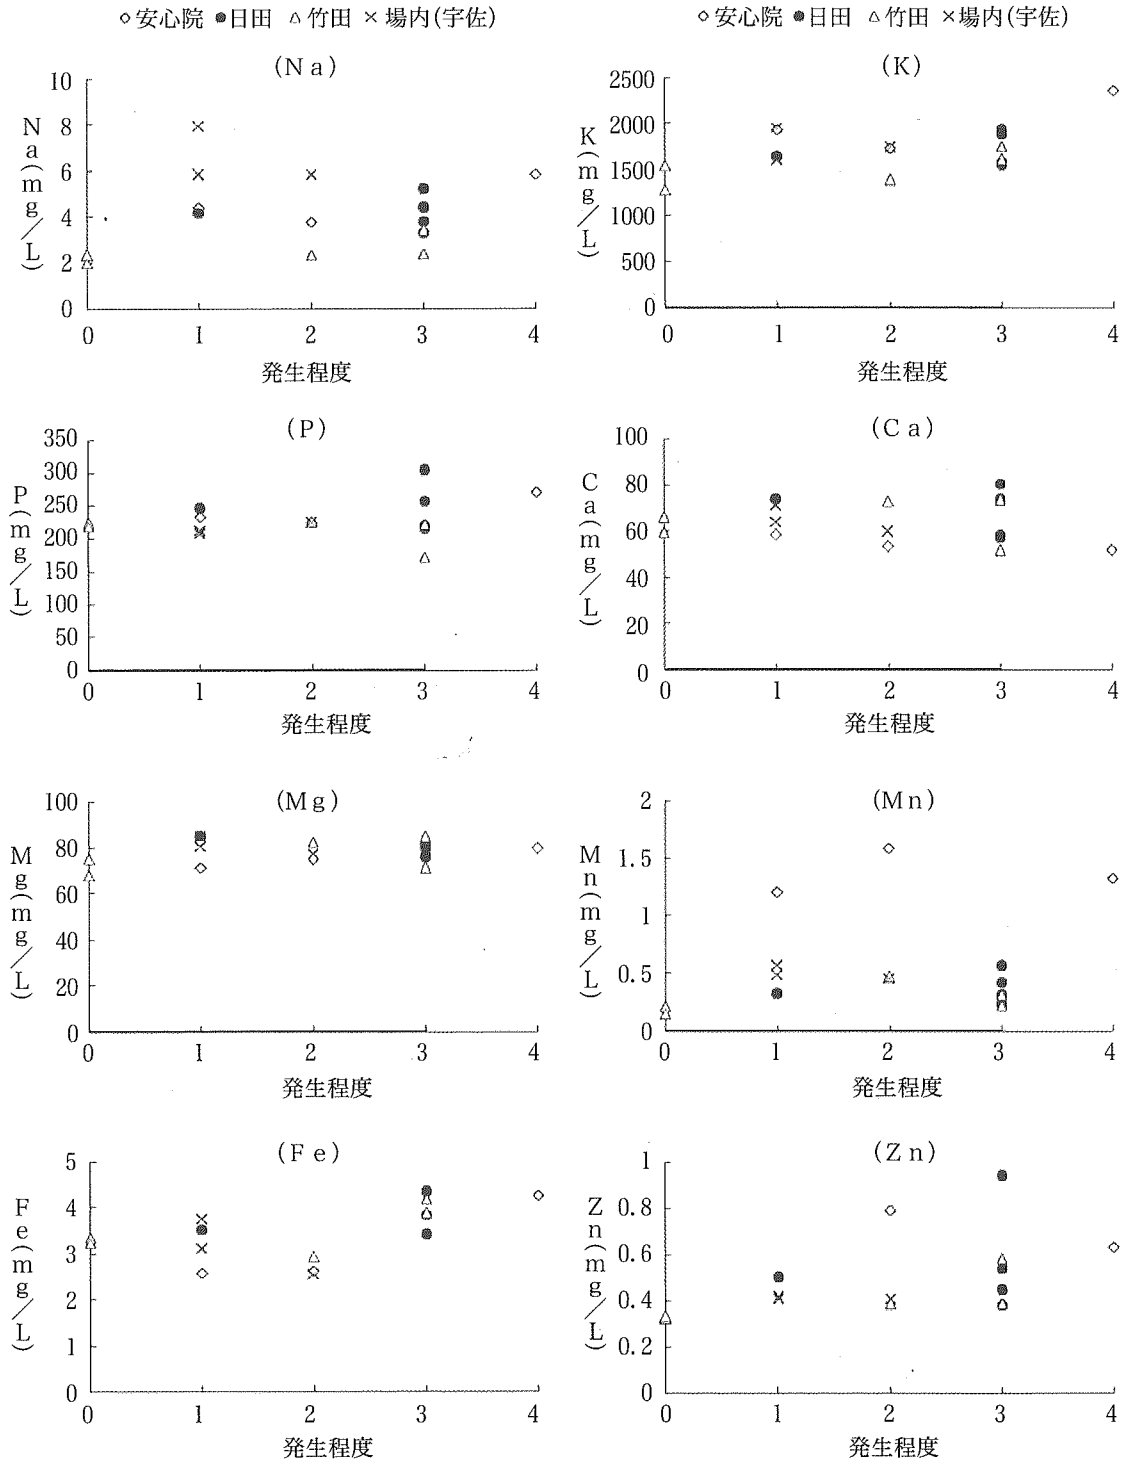 ◇安心院 ●日田 △竹田 ×場内(宇佐)
◇安心院 ●日田 △竹田 ×場内(宇佐)
(Na)
Na(mg/L)
10
8
6
4
2
0
0 1 2 3 4
発生程度
(K)
K(mg/L)
2500
2000
1500
1000
500
0
0 1 2 3 4
発生程度
(P)
P(mg/L)
350
300
250
200
150
100
50
0
0 1 2 3 4
発生程度
(Ca)
Ca(mg/L)
100
80
60
40
20
0
0 1 2 3 4
発生程度
(Mg)
Mg(mg/L)
100
80
60
40
20
0
0 1 2 3 4
発生程度
(Mn)
Mn(mg/L)
2
1.5
1
0.5
0
0 1 2 3 4
発生程度
(Fe)
Fe(mg/L)
5
4
3
2
1
0
0 1 2 3 4
発生程度
(Zn)
Zn(mg/L)
1
0.8
0.6
0.4
0.2
0
0 1 2 3 4
発生程度